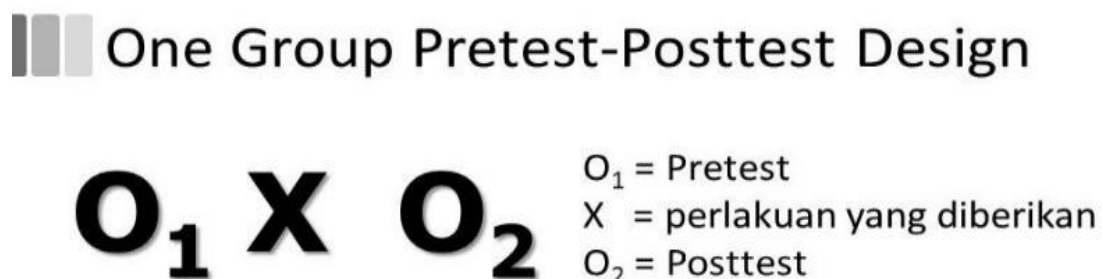 One Group Pretest-Posttest Design
O₁ X O₂
O₁ = Pretest
X = perlakuan yang diberikan
O₂ = Posttest